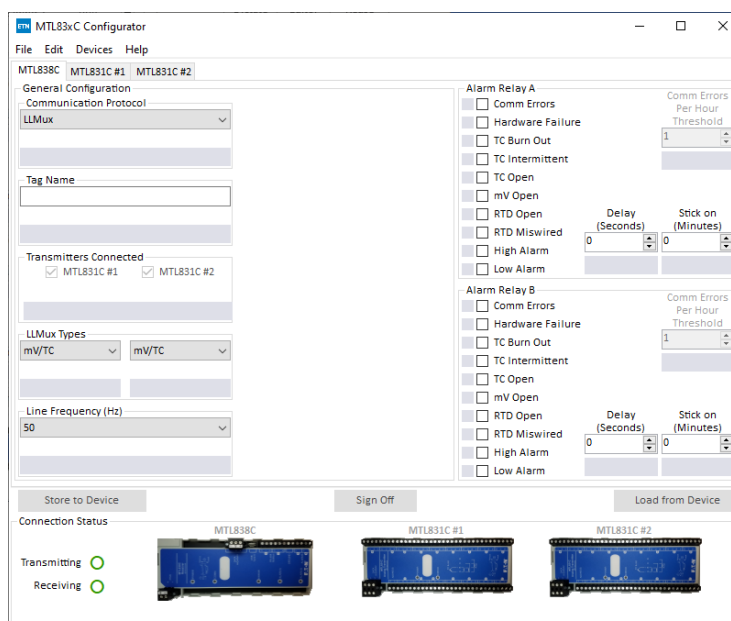 ETN MTL83xC Configurator
File Edit Devices Help
MTL838C MTL831C #1 MTL831C #2
General Configuration
Communication Protocol
LLMux
Tag Name
Transmitters Connected
MTL831C #1 MTL831C #2
LLMux Types
mV/TC mV/TC
Line Frequency (Hz)
50
Alarm Relay A
Comm Errors
Hardware Failure
TC Burn Out
TC Intermittent
TC Open
mV Open
RTD Open
RTD Miswired
High Alarm
Low Alarm
Comm Errors
Per Hour
Threshold
1
Delay
(Seconds)
0
Stick on
(Minutes)
0
Alarm Relay B
Comm Errors
Hardware Failure
TC Burn Out
TC Intermittent
TC Open
mV Open
RTD Open
RTD Miswired
High Alarm
Low Alarm
Comm Errors
Per Hour
Threshold
1
Delay
(Seconds)
0
Stick on
(Minutes)
0
Store to Device Sign Off Load from Device
Connection Status
Transmitting
Receiving
MTL838C MTL831C #1 MTL831C #2